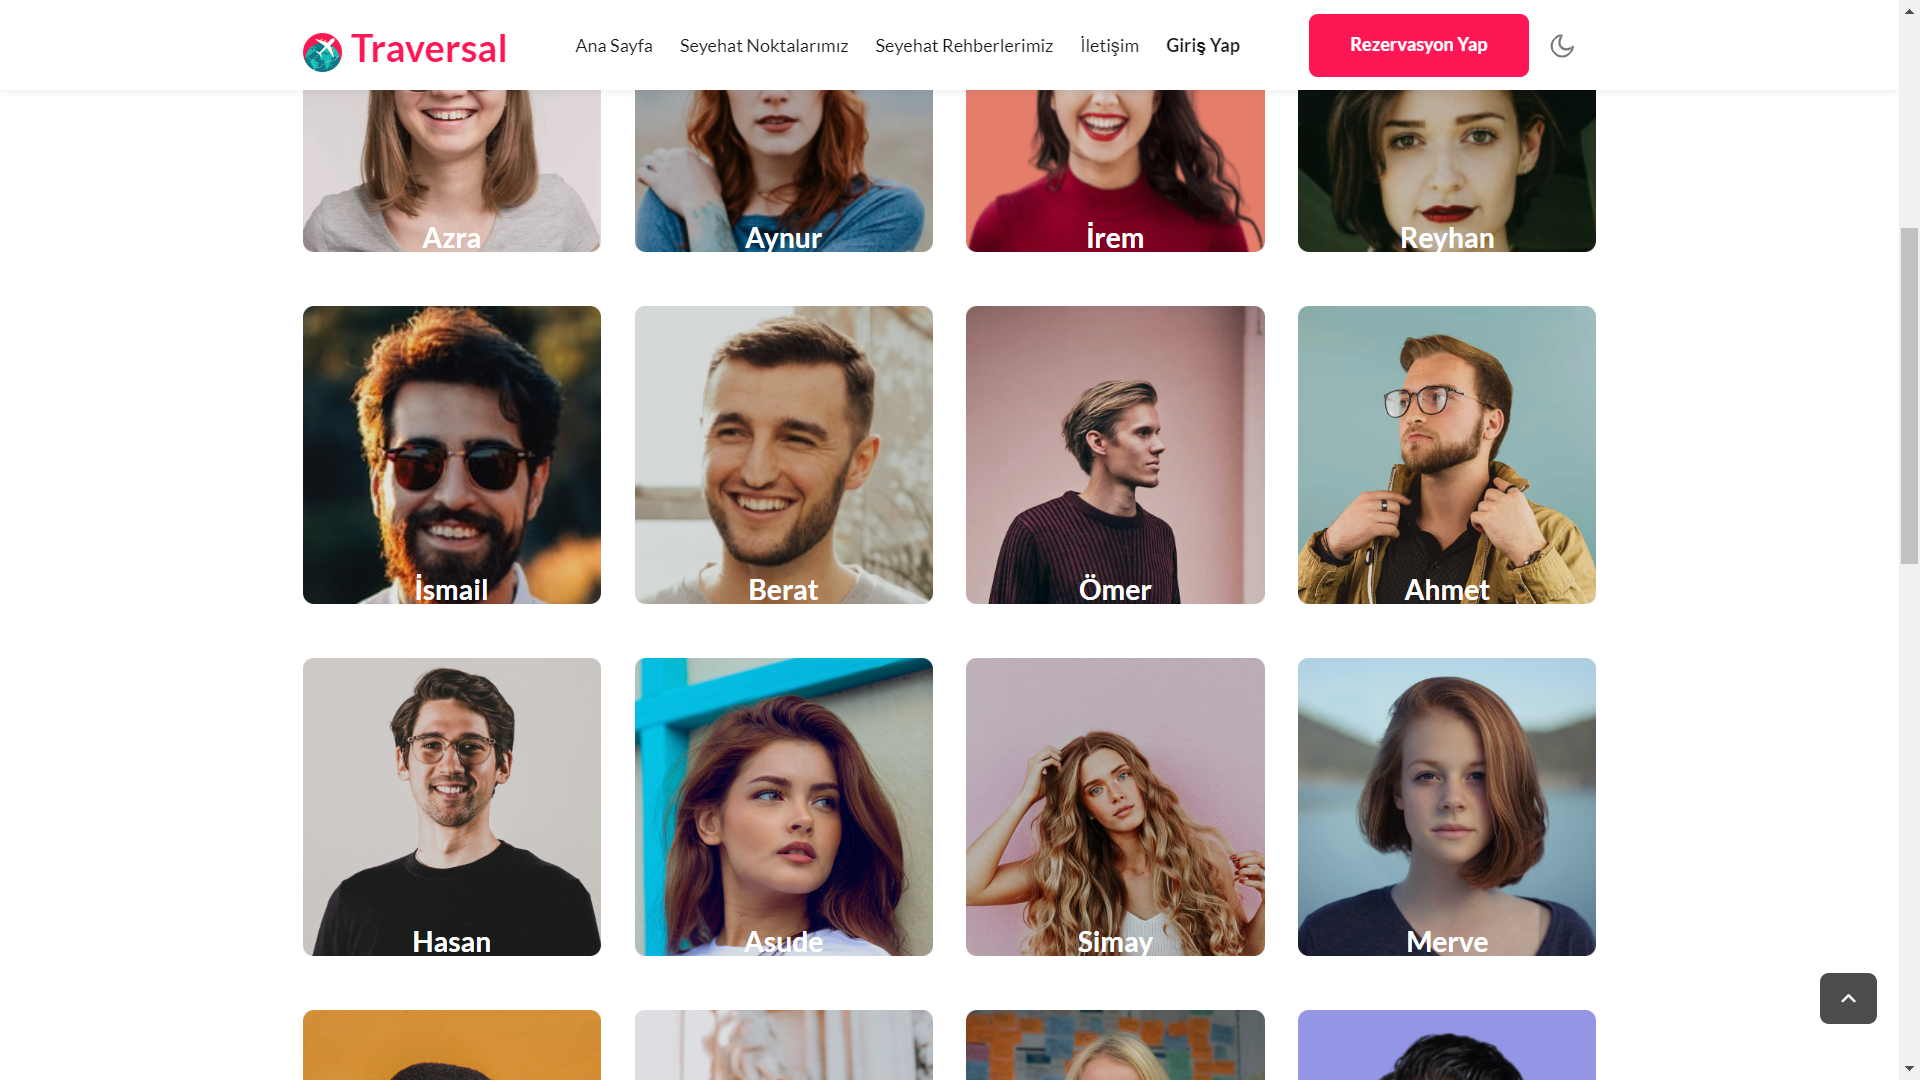 Traversal
Ana Sayfa
Seyehat Noktalarımız
Seyehat Rehberlerimiz
İletişim
Giriş Yap
Rezervasyon Yap
Azra
Aynur
İrem
Reyhan
İsmail
Berat
Ömer
Ahmet
Hasan
Asude
Simay
Merve